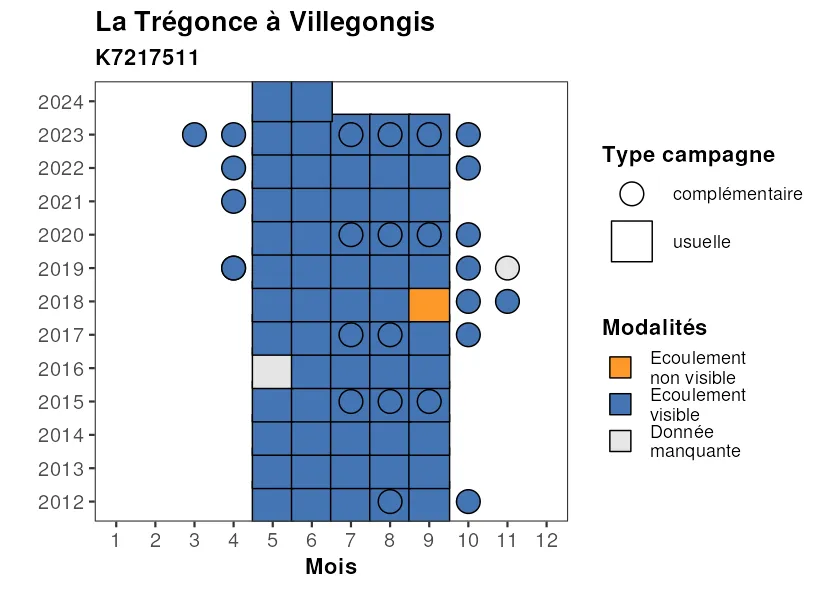 La Trégonce à Villegongis
K7217511
2024
2023
2022
2021
2020
2019
2018
2017
2016
2015
2014
2013
2012
1 2 3 4 5 6 7 8 9 10 11 12
Mois
Type campagne
complémentaire
usuelle
Modalités
Ecoulement
non visible
Ecoulement
visible
Donnée
manquante